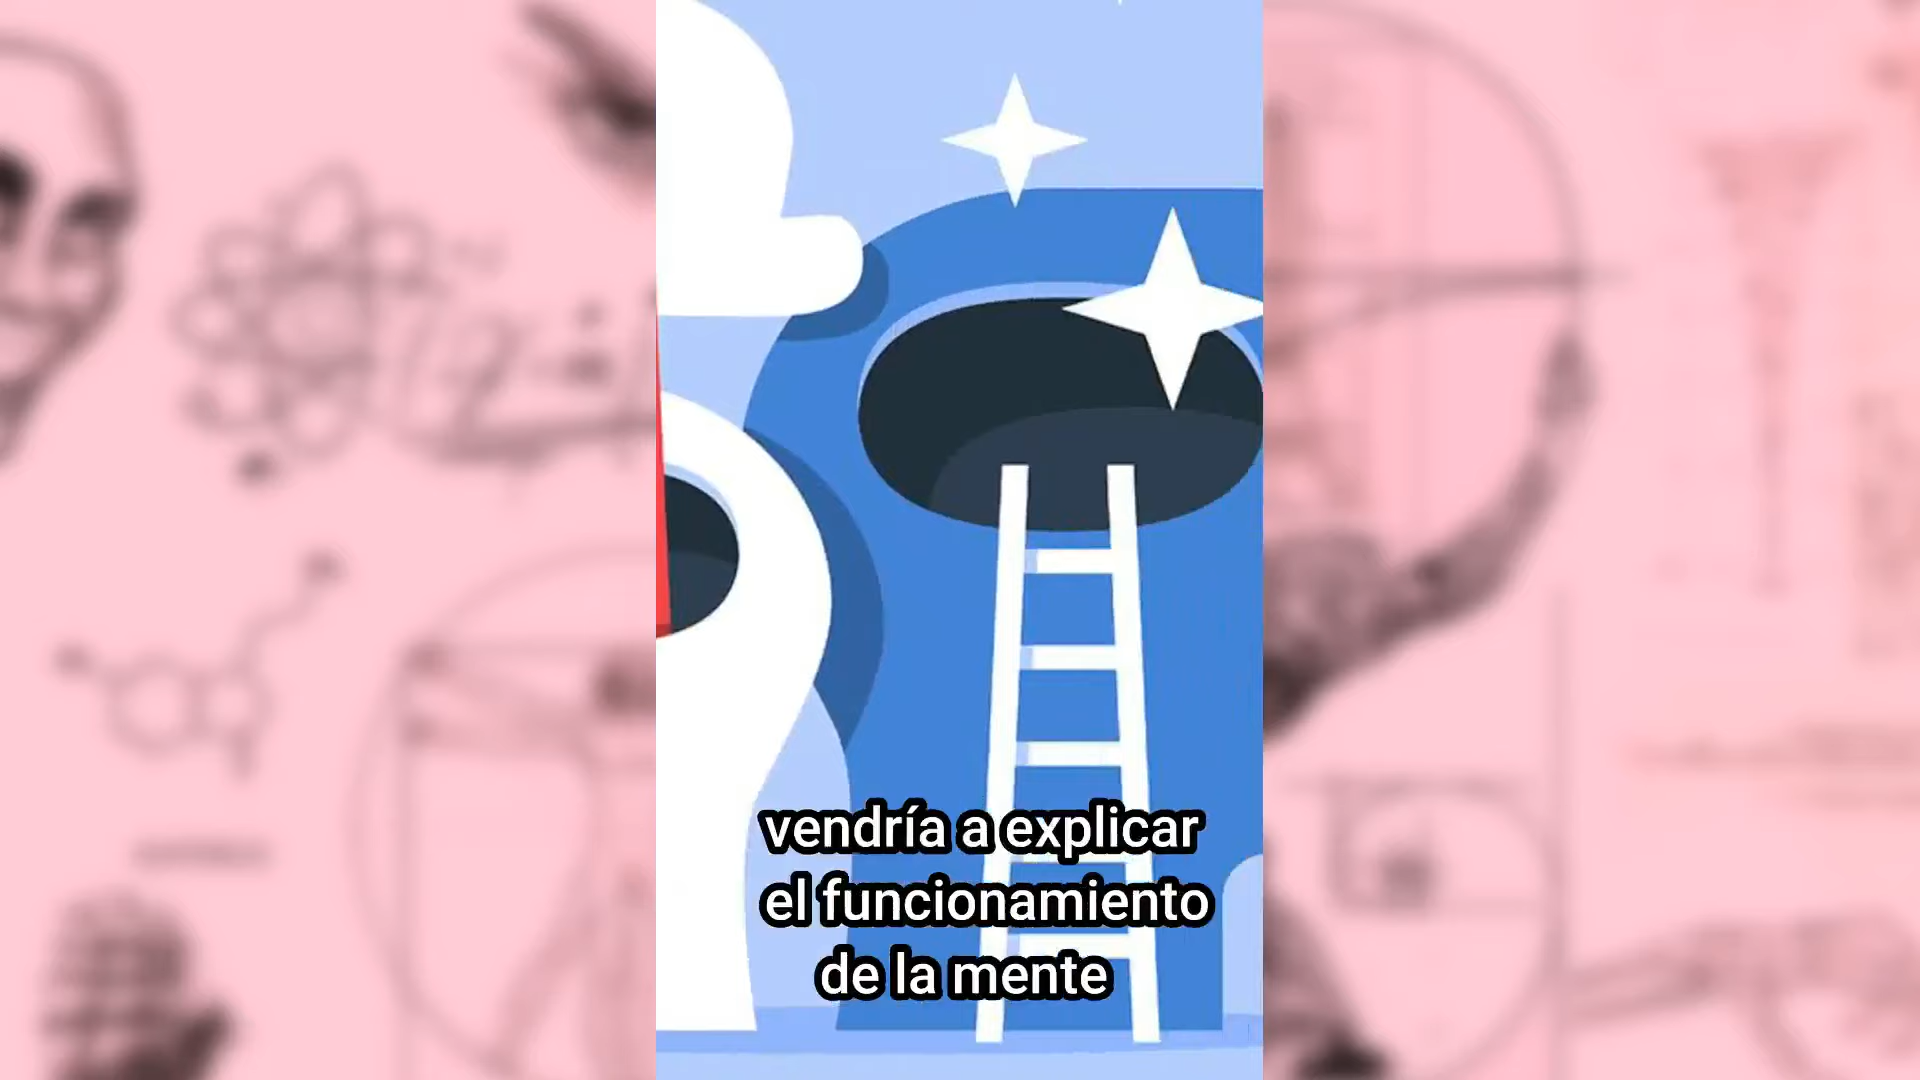 vendría a explicar
el funcionamiento
de la mente